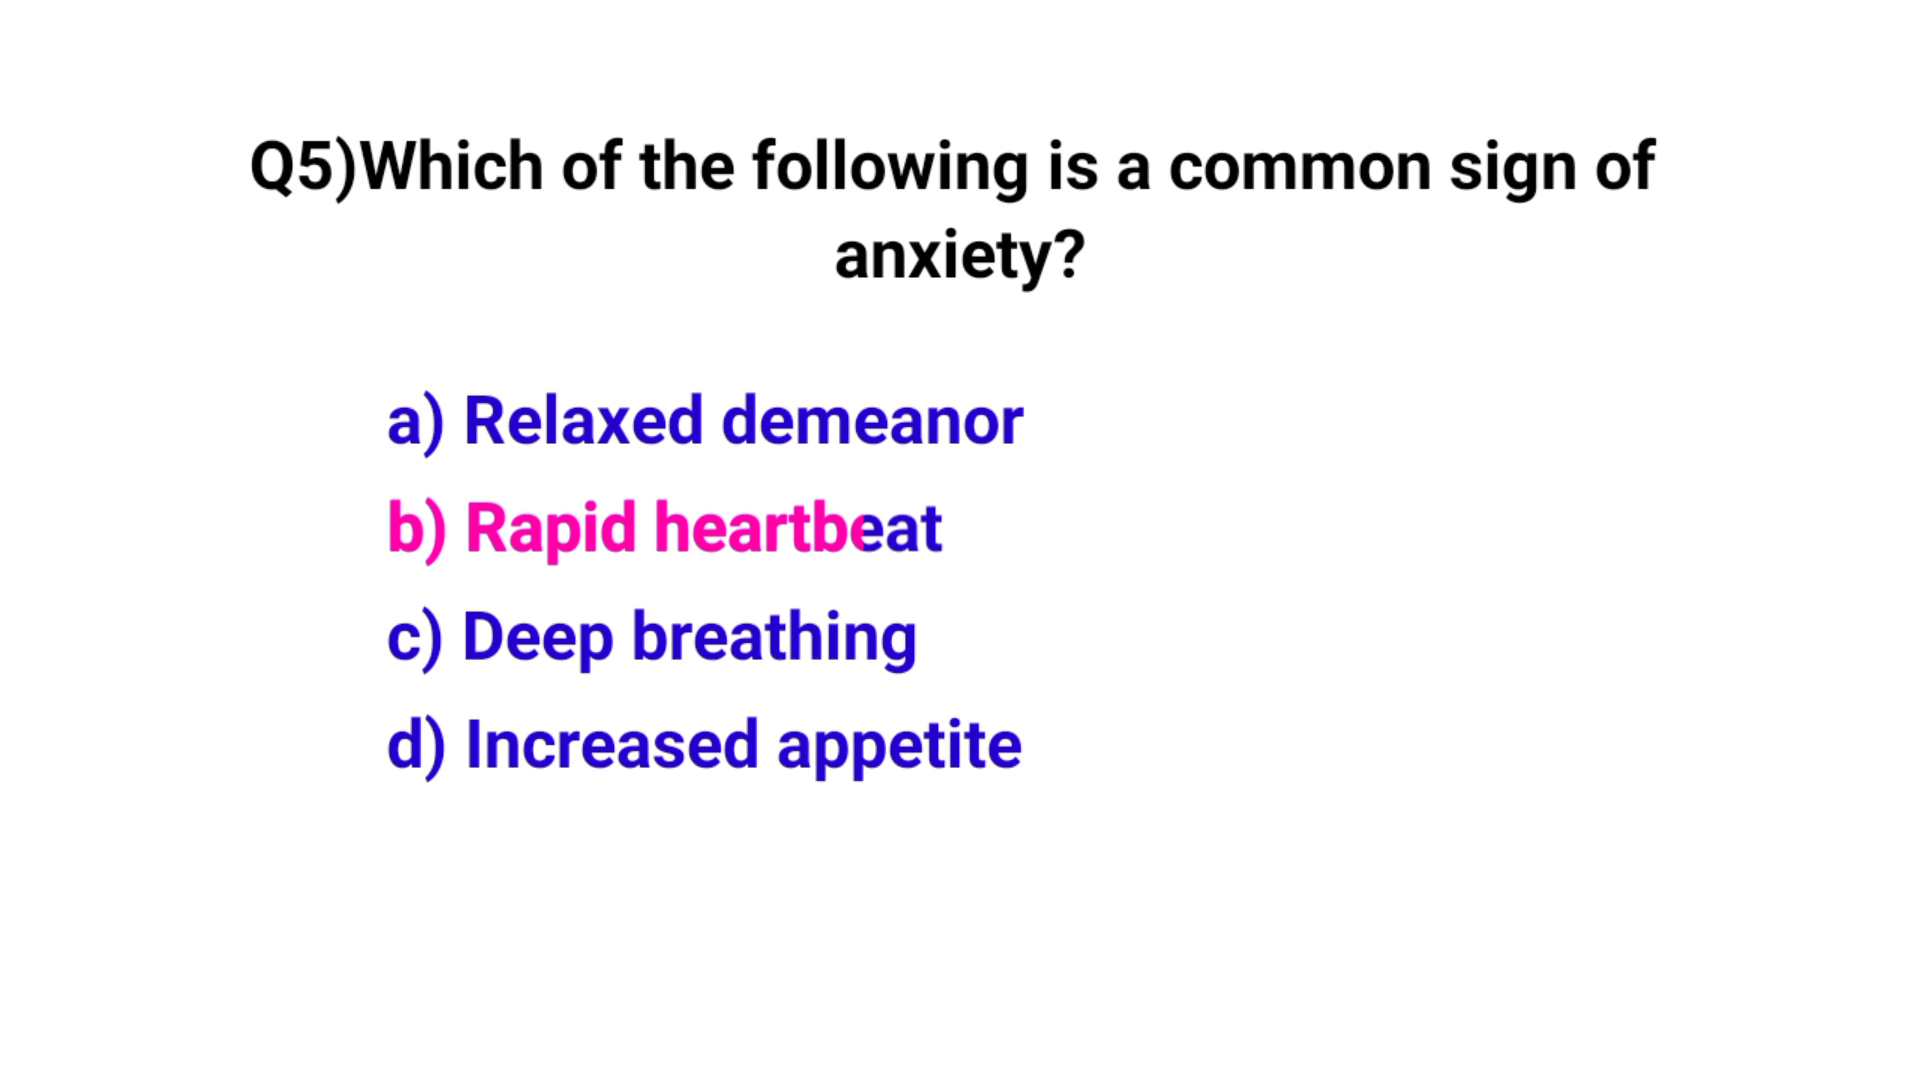 Q5)Which of the following is a common sign of
anxiety?
a) Relaxed demeanor
b) Rapid heartbeat
c) Deep breathing
d) Increased appetite